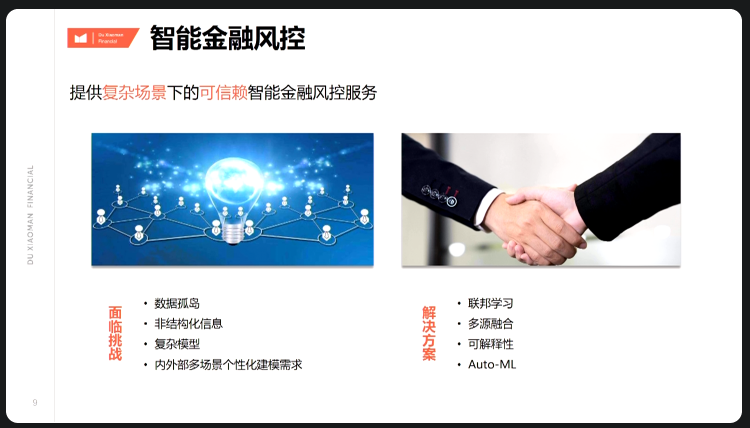 Du Xiaoman
Financial
智能金融风控
提供复杂场景下的可信赖智能金融风控服务
DU XIAOMAN FINANCIAL
面临挑战
• 数据孤岛
• 非结构化信息
• 复杂模型
• 内外部多场景个性化建模需求
解决方案
• 联邦学习
• 多源融合
• 可解释性
• Auto-ML
9